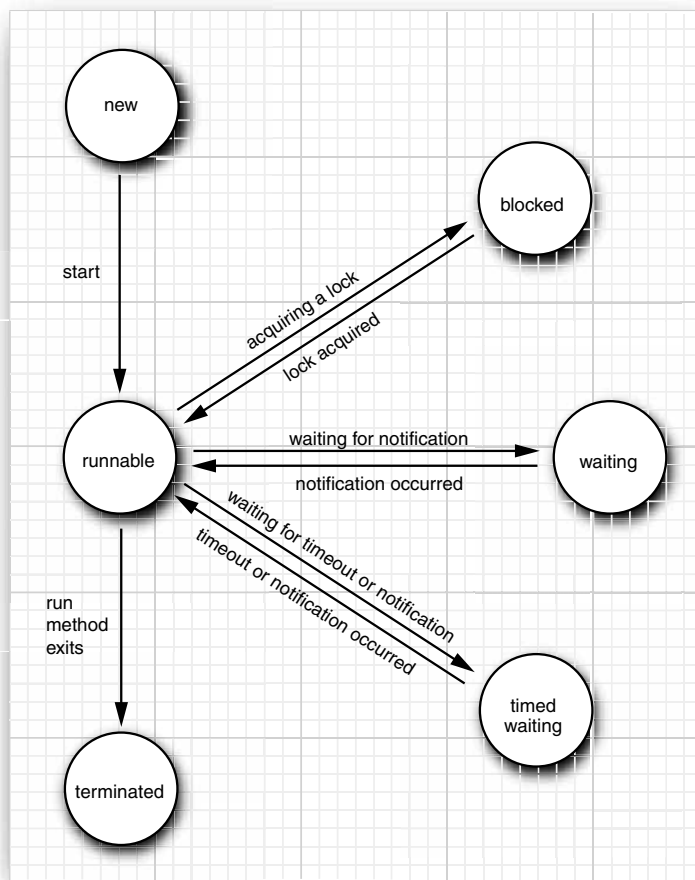 new
blocked
start
acquiring a lock
lock acquired
runnable
waiting for notification
notification occurred
waiting
waiting for timeout or notification
timeout or notification occurred
run
method
exits
timed
waiting
terminated